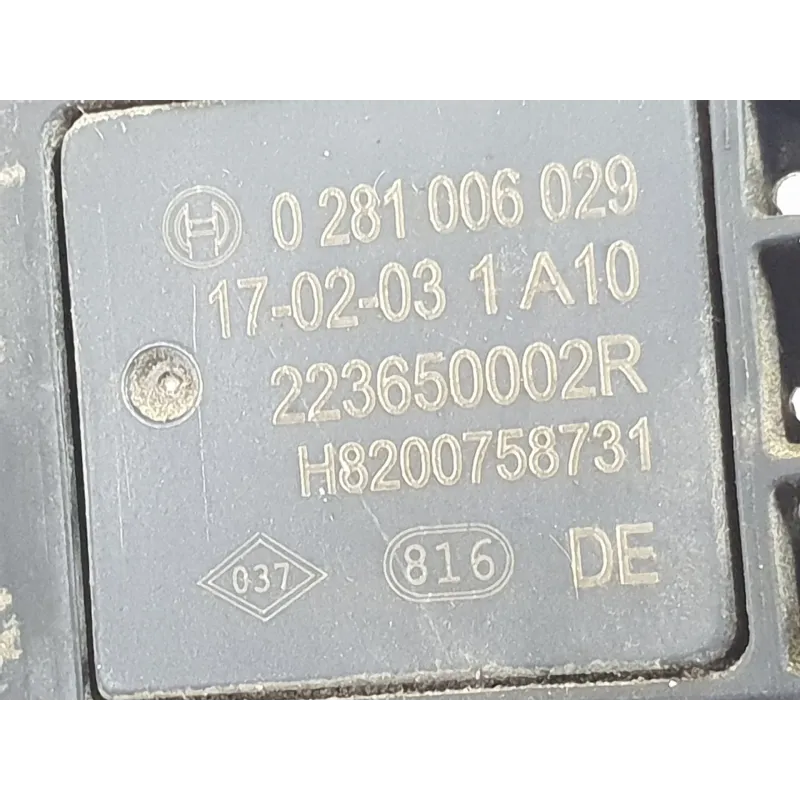 0 281 006 029
17-02-03 1 A10
223650002R
H8200758731
037 816 DE